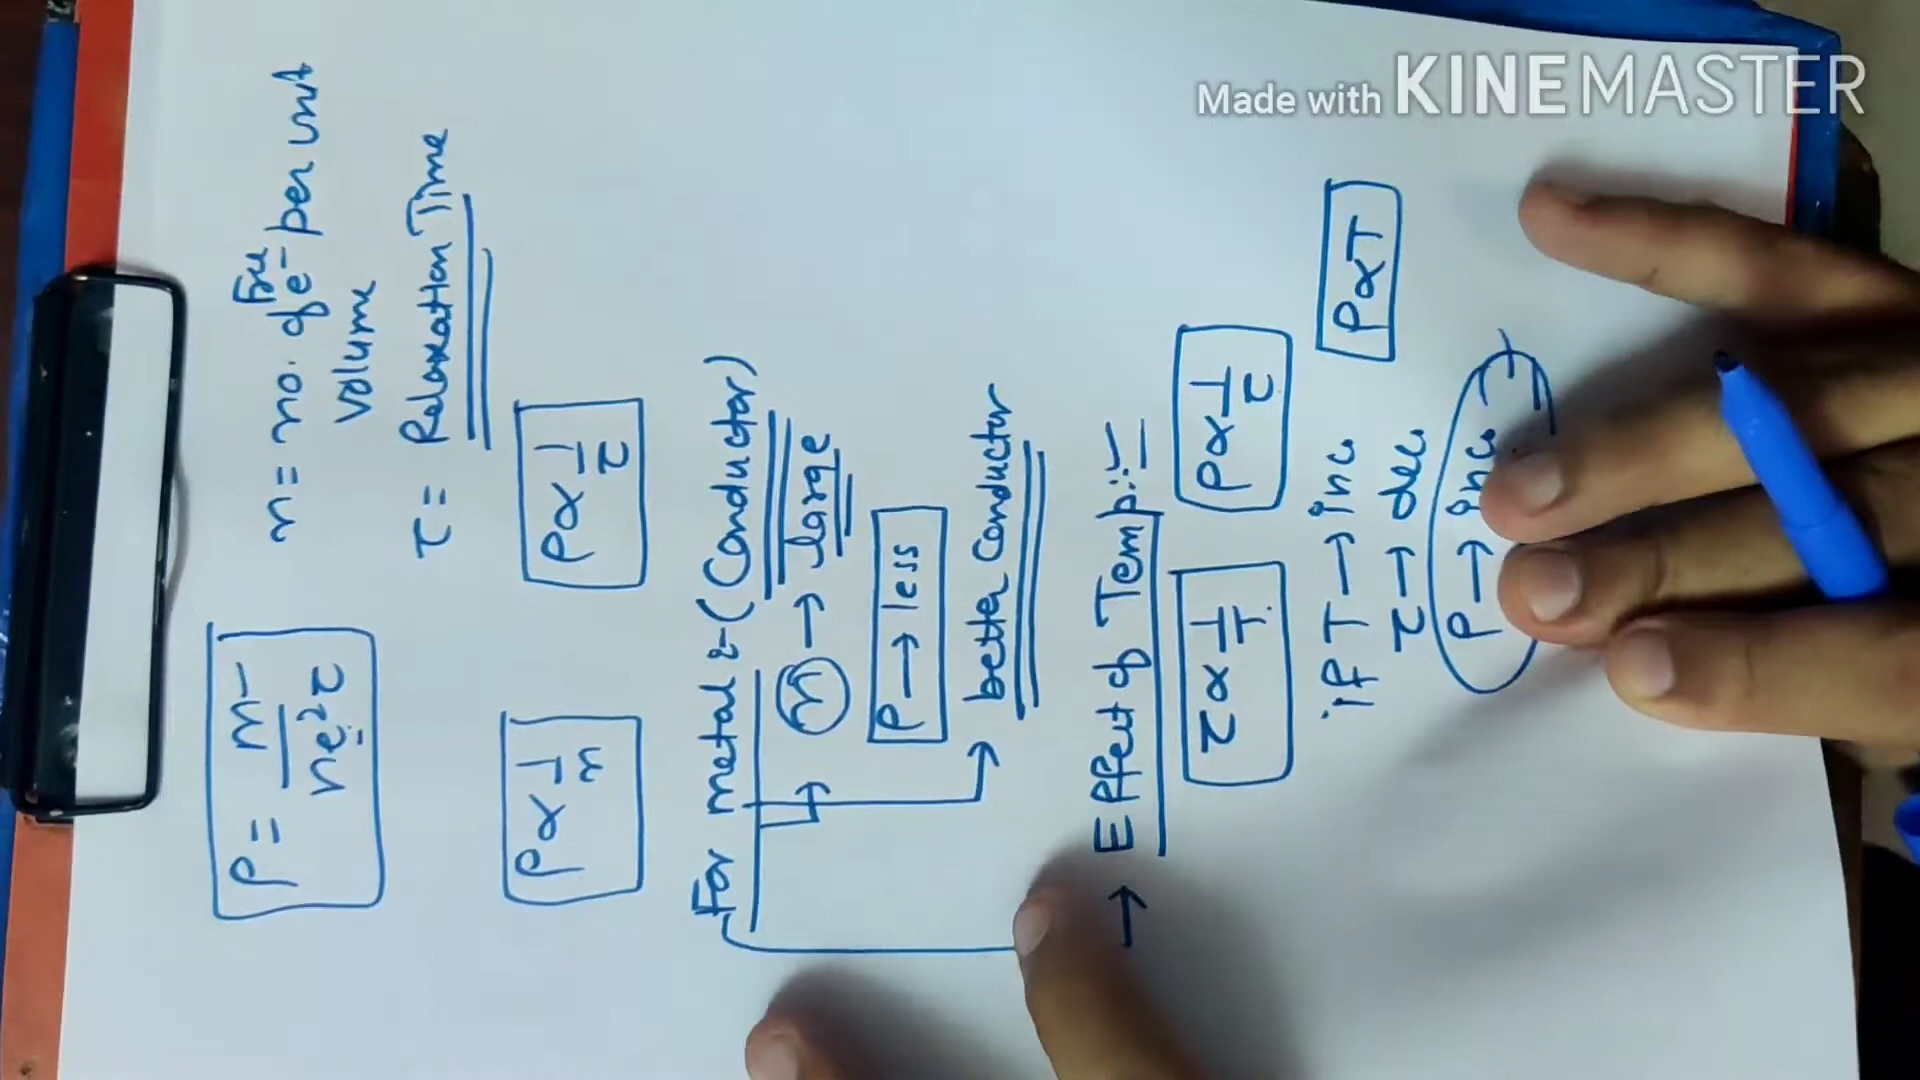 Made with KINEMASTER
ρ = m / ne²τ
n = no. of free e⁻ per unit
volume
τ = Relaxation Time
ρ ∝ 1/n
ρ ∝ 1/τ
For metal :- (Conductor)
n → large
ρ → less
better conductor
→ Effect of Temp :-
τ ∝ 1/T
ρ ∝ 1/τ
if T → inc
ρ ∝ T
τ → dec
ρ → inc